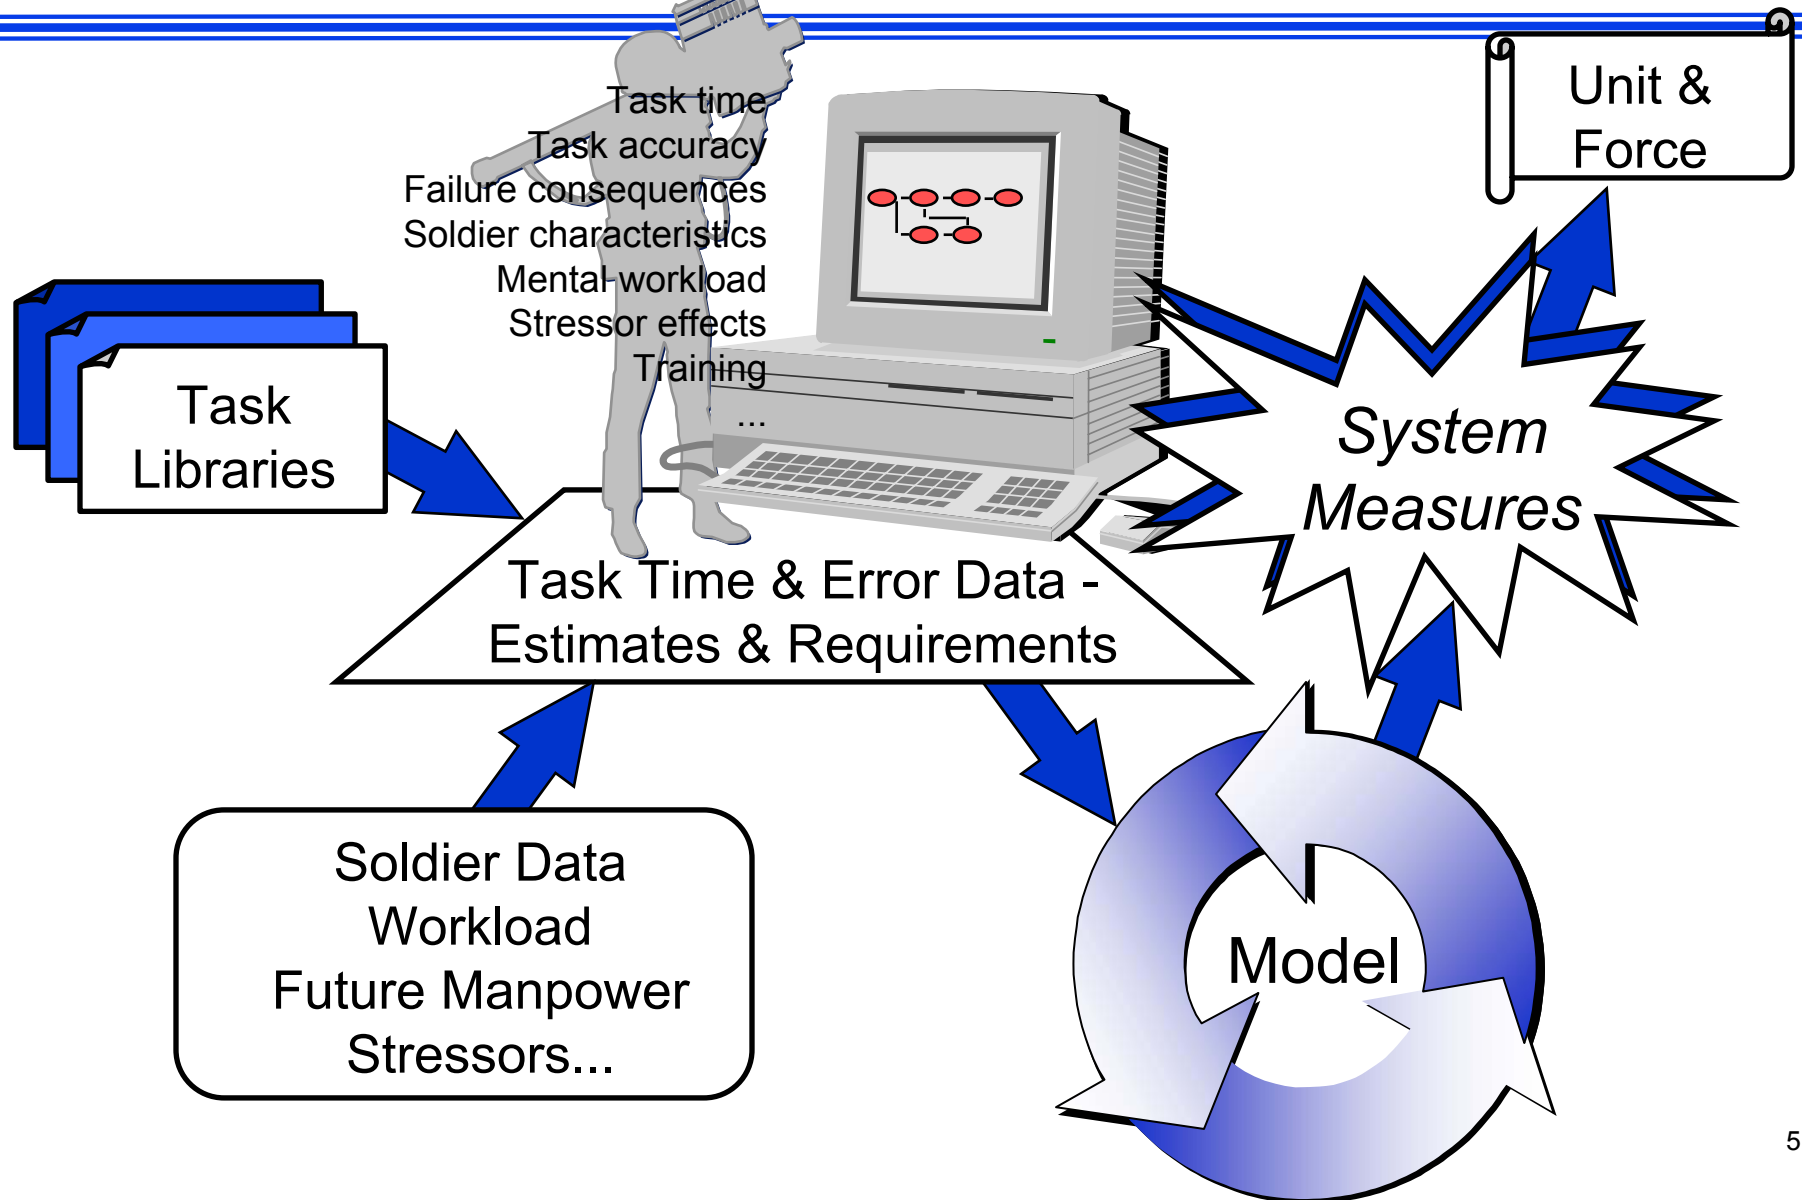 Task time
Task accuracy
Failure consequences
Soldier characteristics
Mental workload
Stressor effects
Training
...
Unit &
Force
Task
Libraries
System
Measures
Task Time & Error Data -
Estimates & Requirements
Soldier Data
Workload
Future Manpower
Stressors...
Model
5